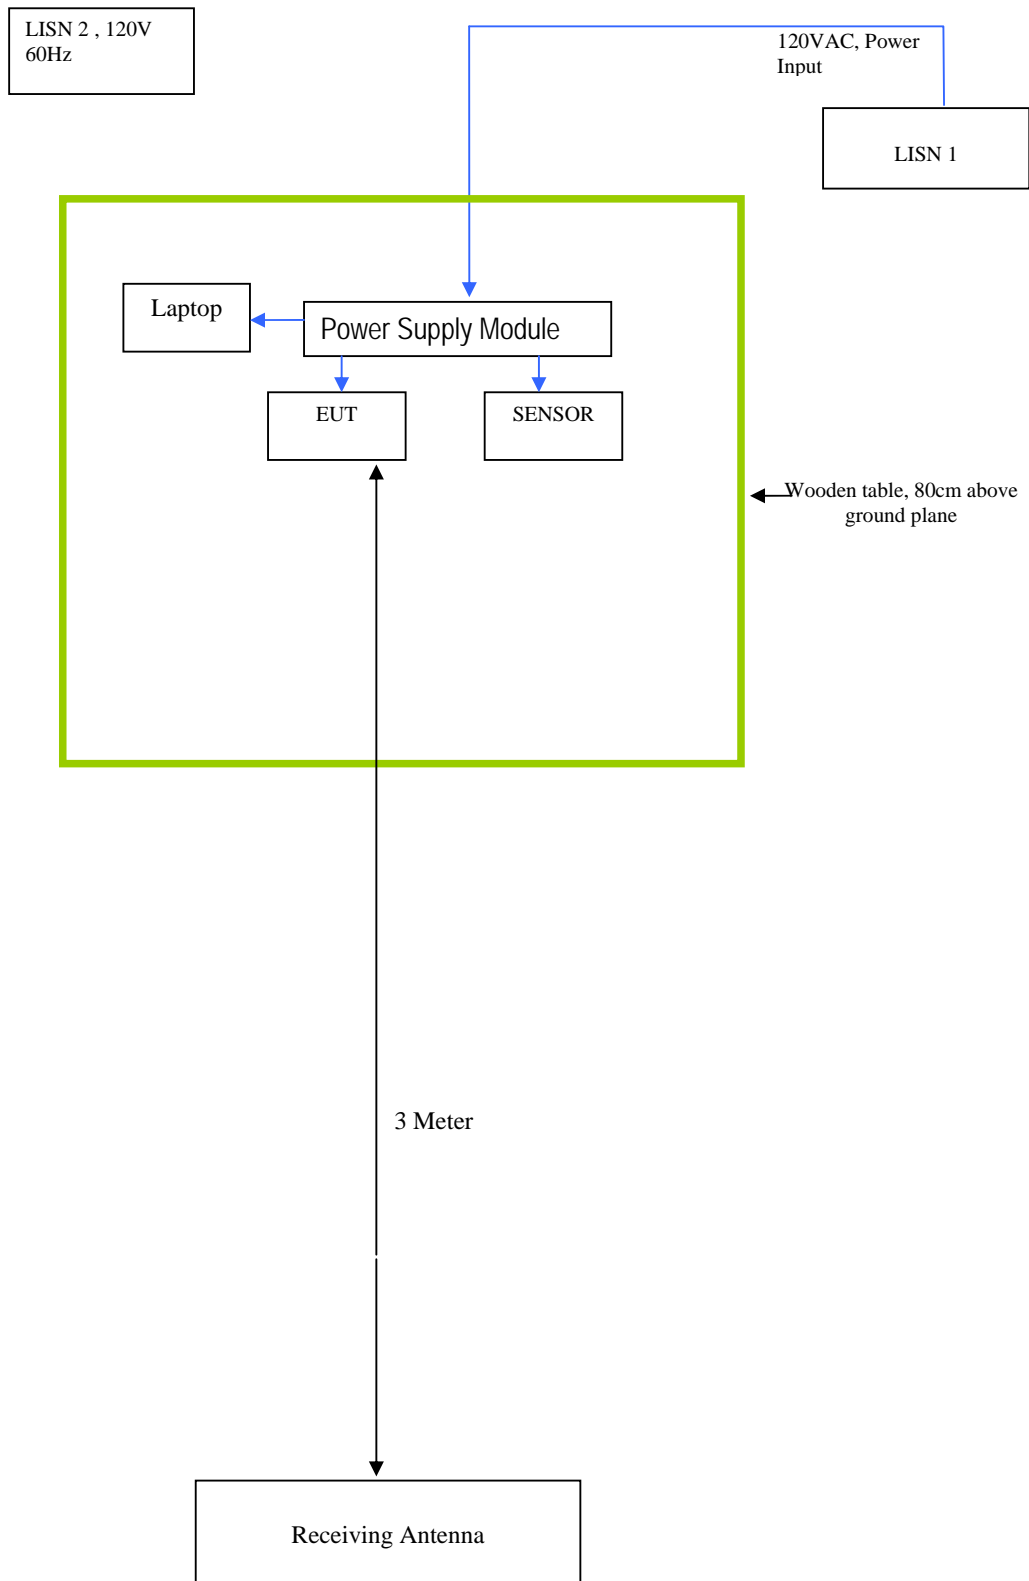 LISN 2 , 120V
60Hz
120VAC, Power
Input
LISN 1
Laptop
Power Supply Module
EUT
SENSOR
Wooden table, 80cm above
ground plane
3 Meter
Receiving Antenna